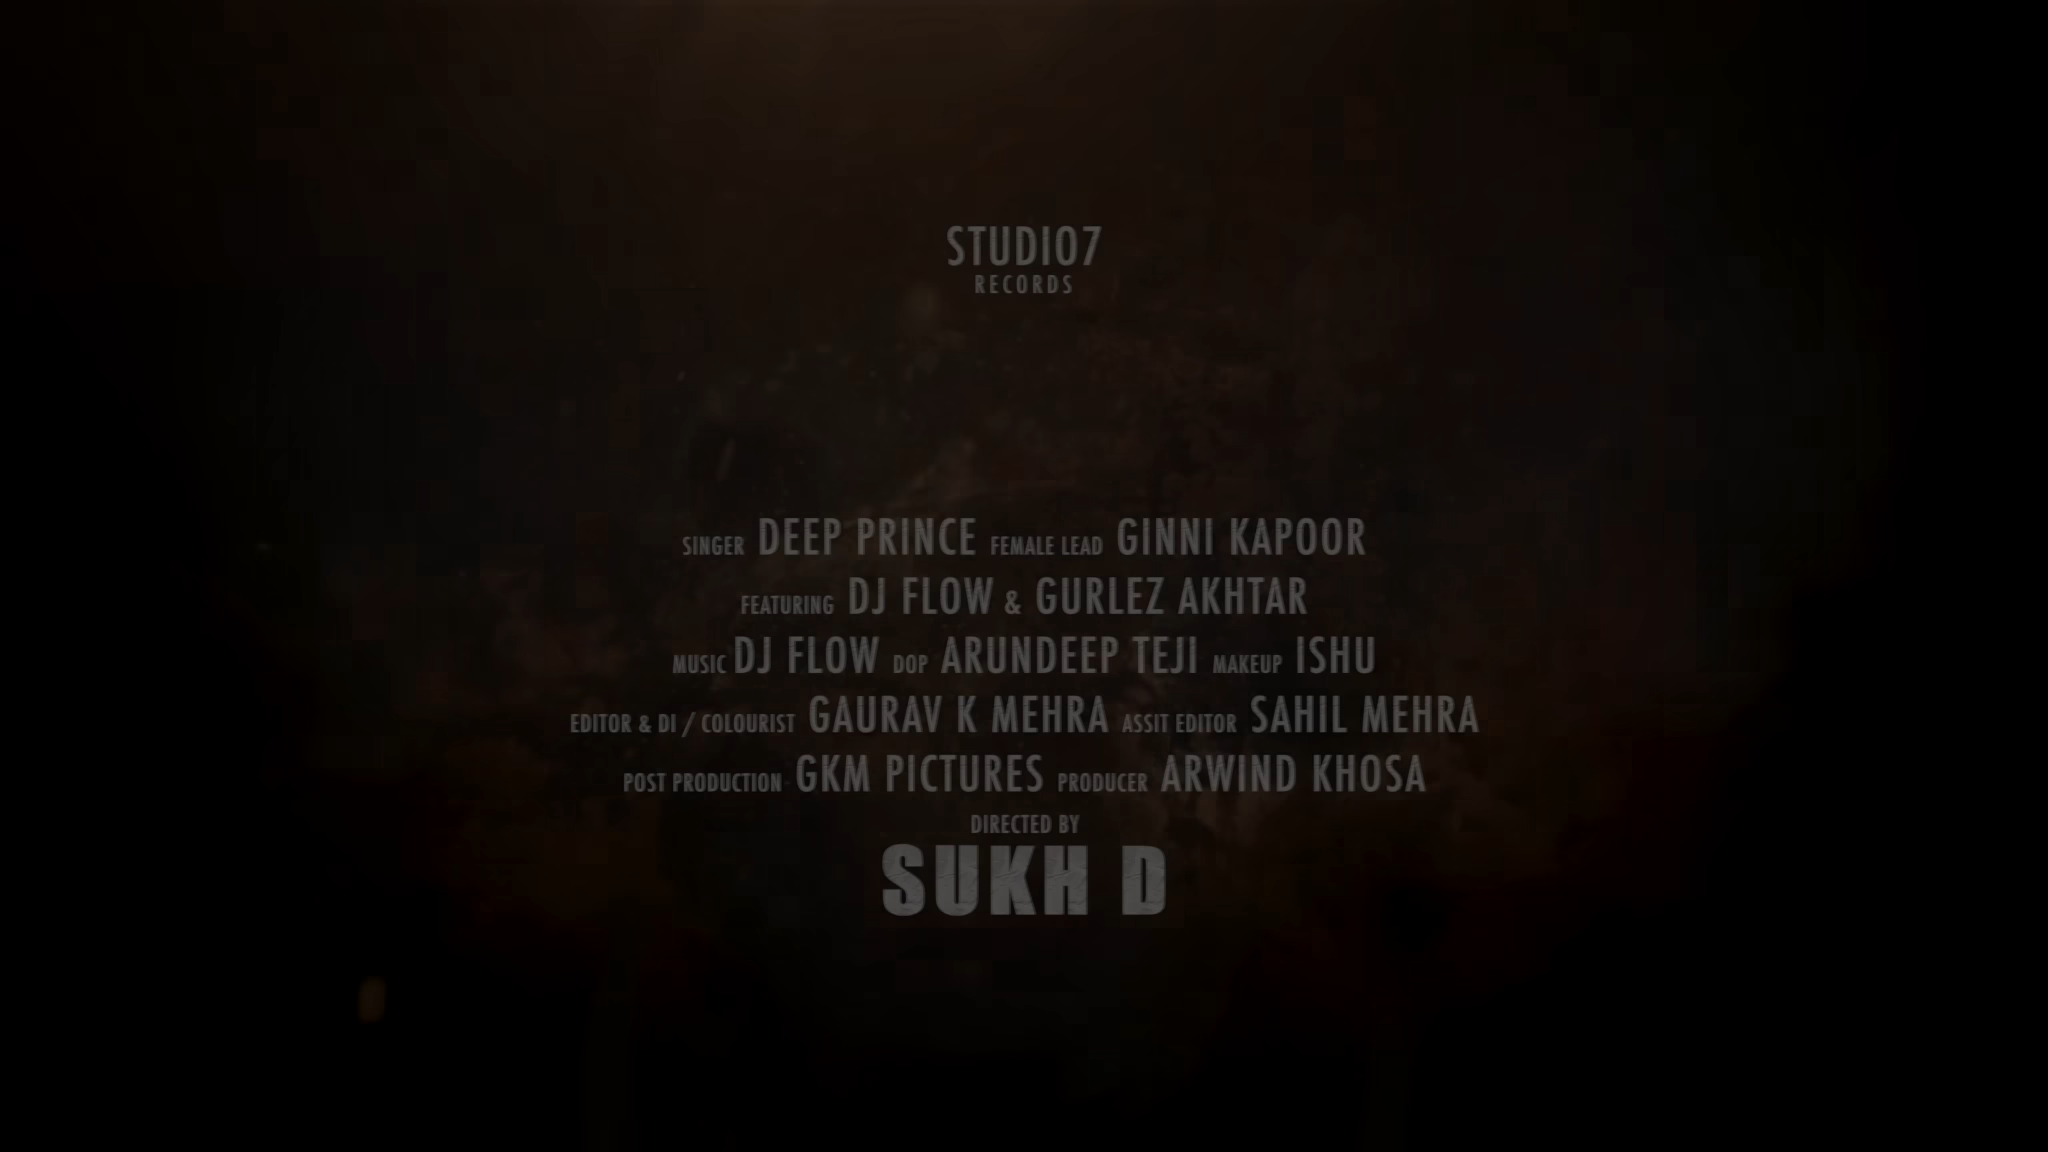 STUDIO7
RECORDS
SINGER DEEP PRINCE FEMALE LEAD GINNI KAPOOR
FEATURING DJ FLOW & GURLEZ AKHTAR
MUSIC DJ FLOW DOP ARUNDEEP TEJI MAKEUP ISHU
EDITOR & DI / COLOURIST GAURAV K MEHRA ASSIT EDITOR SAHIL MEHRA
POST PRODUCTION GKM PICTURES PRODUCER ARWIND KHOSA
DIRECTED BY
SUKH D